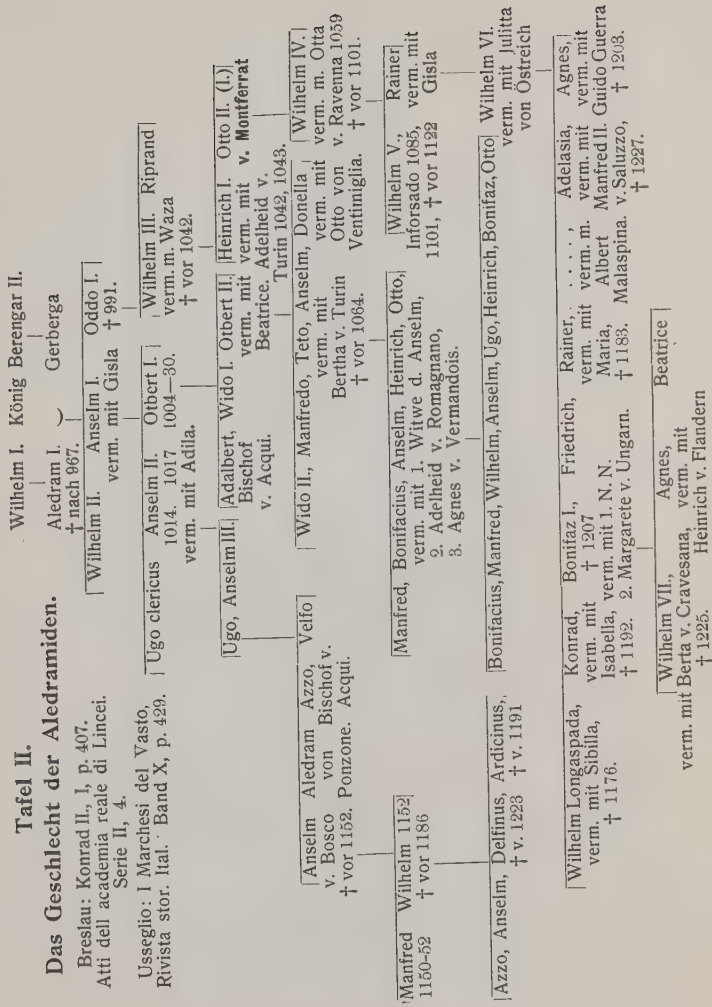 Tafel II.
Das Geschlecht der Aledramiden.
Breslau: Konrad II., I, p. 407.
Atti dell academia reale di Lincei.
Serie II, 4.
Usseglio: I Marchesi del Vasto,
Rivista stor. Ital. Band X, p. 429.
Wilhelm I. König Berengar II.
Aledram I. Gerberga
† nach 967.
Wilhelm II. Anselm I. Oddo I.
verm. mit Gisla † 991.
Ugo clericus Anselm II. Otbert I. Wilhelm III. Riprand
1014. 1017 1004—30. verm. m. Waza
verm. mit Adila. † vor 1042.
Ugo, Anselm III. Adalbert, Wido I. Otbert II. Heinrich I. Otto II. (I.)
Bischof verm. mit verm. mit v. Montferrat
v. Acqui. Beatrice. Adelheid v.
Turin 1042, 1043.
Anselm Aledram Azzo, Velfo Wido II., Manfredo, Teto, Anselm, Donella Wilhelm IV.
v. Bosco von Bischof v. verm. mit verm. mit verm. m. Otta
† vor 1152. Ponzone. Acqui. Bertha v. Turin Otto von v. Ravenna 1059
† vor 1064. Ventimiglia. † vor 1101.
Manfred Wilhelm 1152 Manfred, Bonifacius, Anselm, Heinrich, Otto, Wilhelm V., Rainer
1150-52 † vor 1186 verm. mit 1. Witwe d. Anselm, Inforsado 1085, verm. mit
2. Adelheid v. Romagnano, 1101, † vor 1122 Gisla
3. Agnes v. Vermandois.
Azzo, Anselm, Delfinus, Ardicinus, Bonifacius, Manfred, Wilhelm, Anselm, Ugo, Heinrich, Bonifaz, Otto Wilhelm VI.
† v. 1223 † v. 1191 verm. mit Julitta
von Östreich
Wilhelm Longaspada, Konrad, Bonifaz I., Friedrich, Rainer, ....., Adelasia, Agnes,
verm. mit Sibilla, verm. mit † 1207 verm. mit verm. m. verm. mit verm. mit
† 1176. Isabella, verm. mit 1. N. N. Maria, Albert Manfred II. Guido Guerra
† 1192. 2. Margarete v. Ungarn. † 1183. Malaspina. v. Saluzzo, † 1203.
† 1227.
Wilhelm VII., Agnes, Beatrice
verm. mit Berta v. Cravesana, verm. mit
† 1225. Heinrich v. Flandern